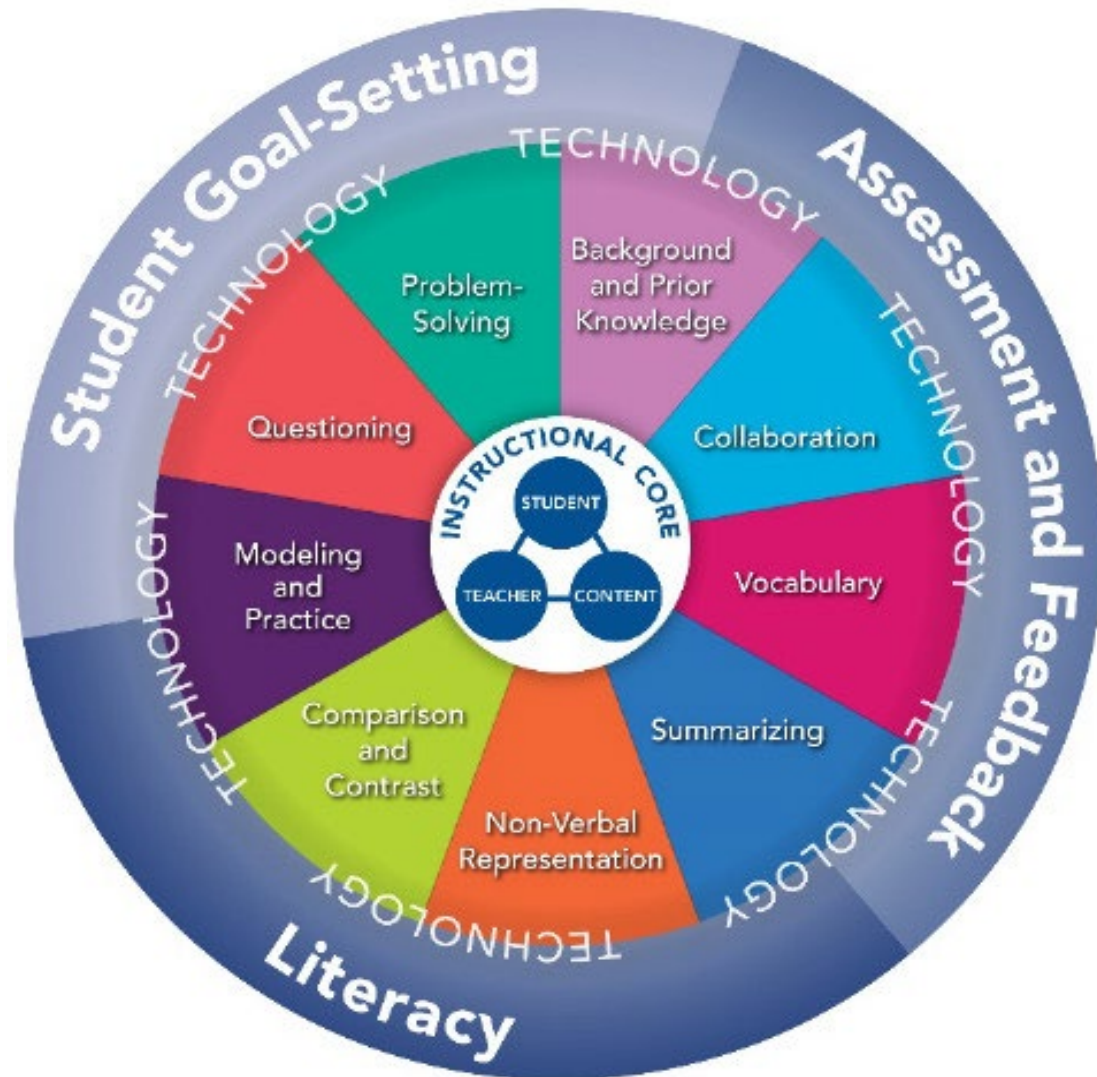 Student Goal-Setting
Assessment and Feedback
Literacy
TECHNOLOGY
TECHNOLOGY
TECHNOLOGY
TECHNOLOGY
TECHNOLOGY
TECHNOLOGY
TECHNOLOGY
Background
and Prior
Knowledge
Collaboration
Vocabulary
Summarizing
Non-Verbal
Representation
Comparison
and
Contrast
Modeling
and
Practice
Questioning
Problem-
Solving
INSTRUCTIONAL CORE
STUDENT
TEACHER
CONTENT